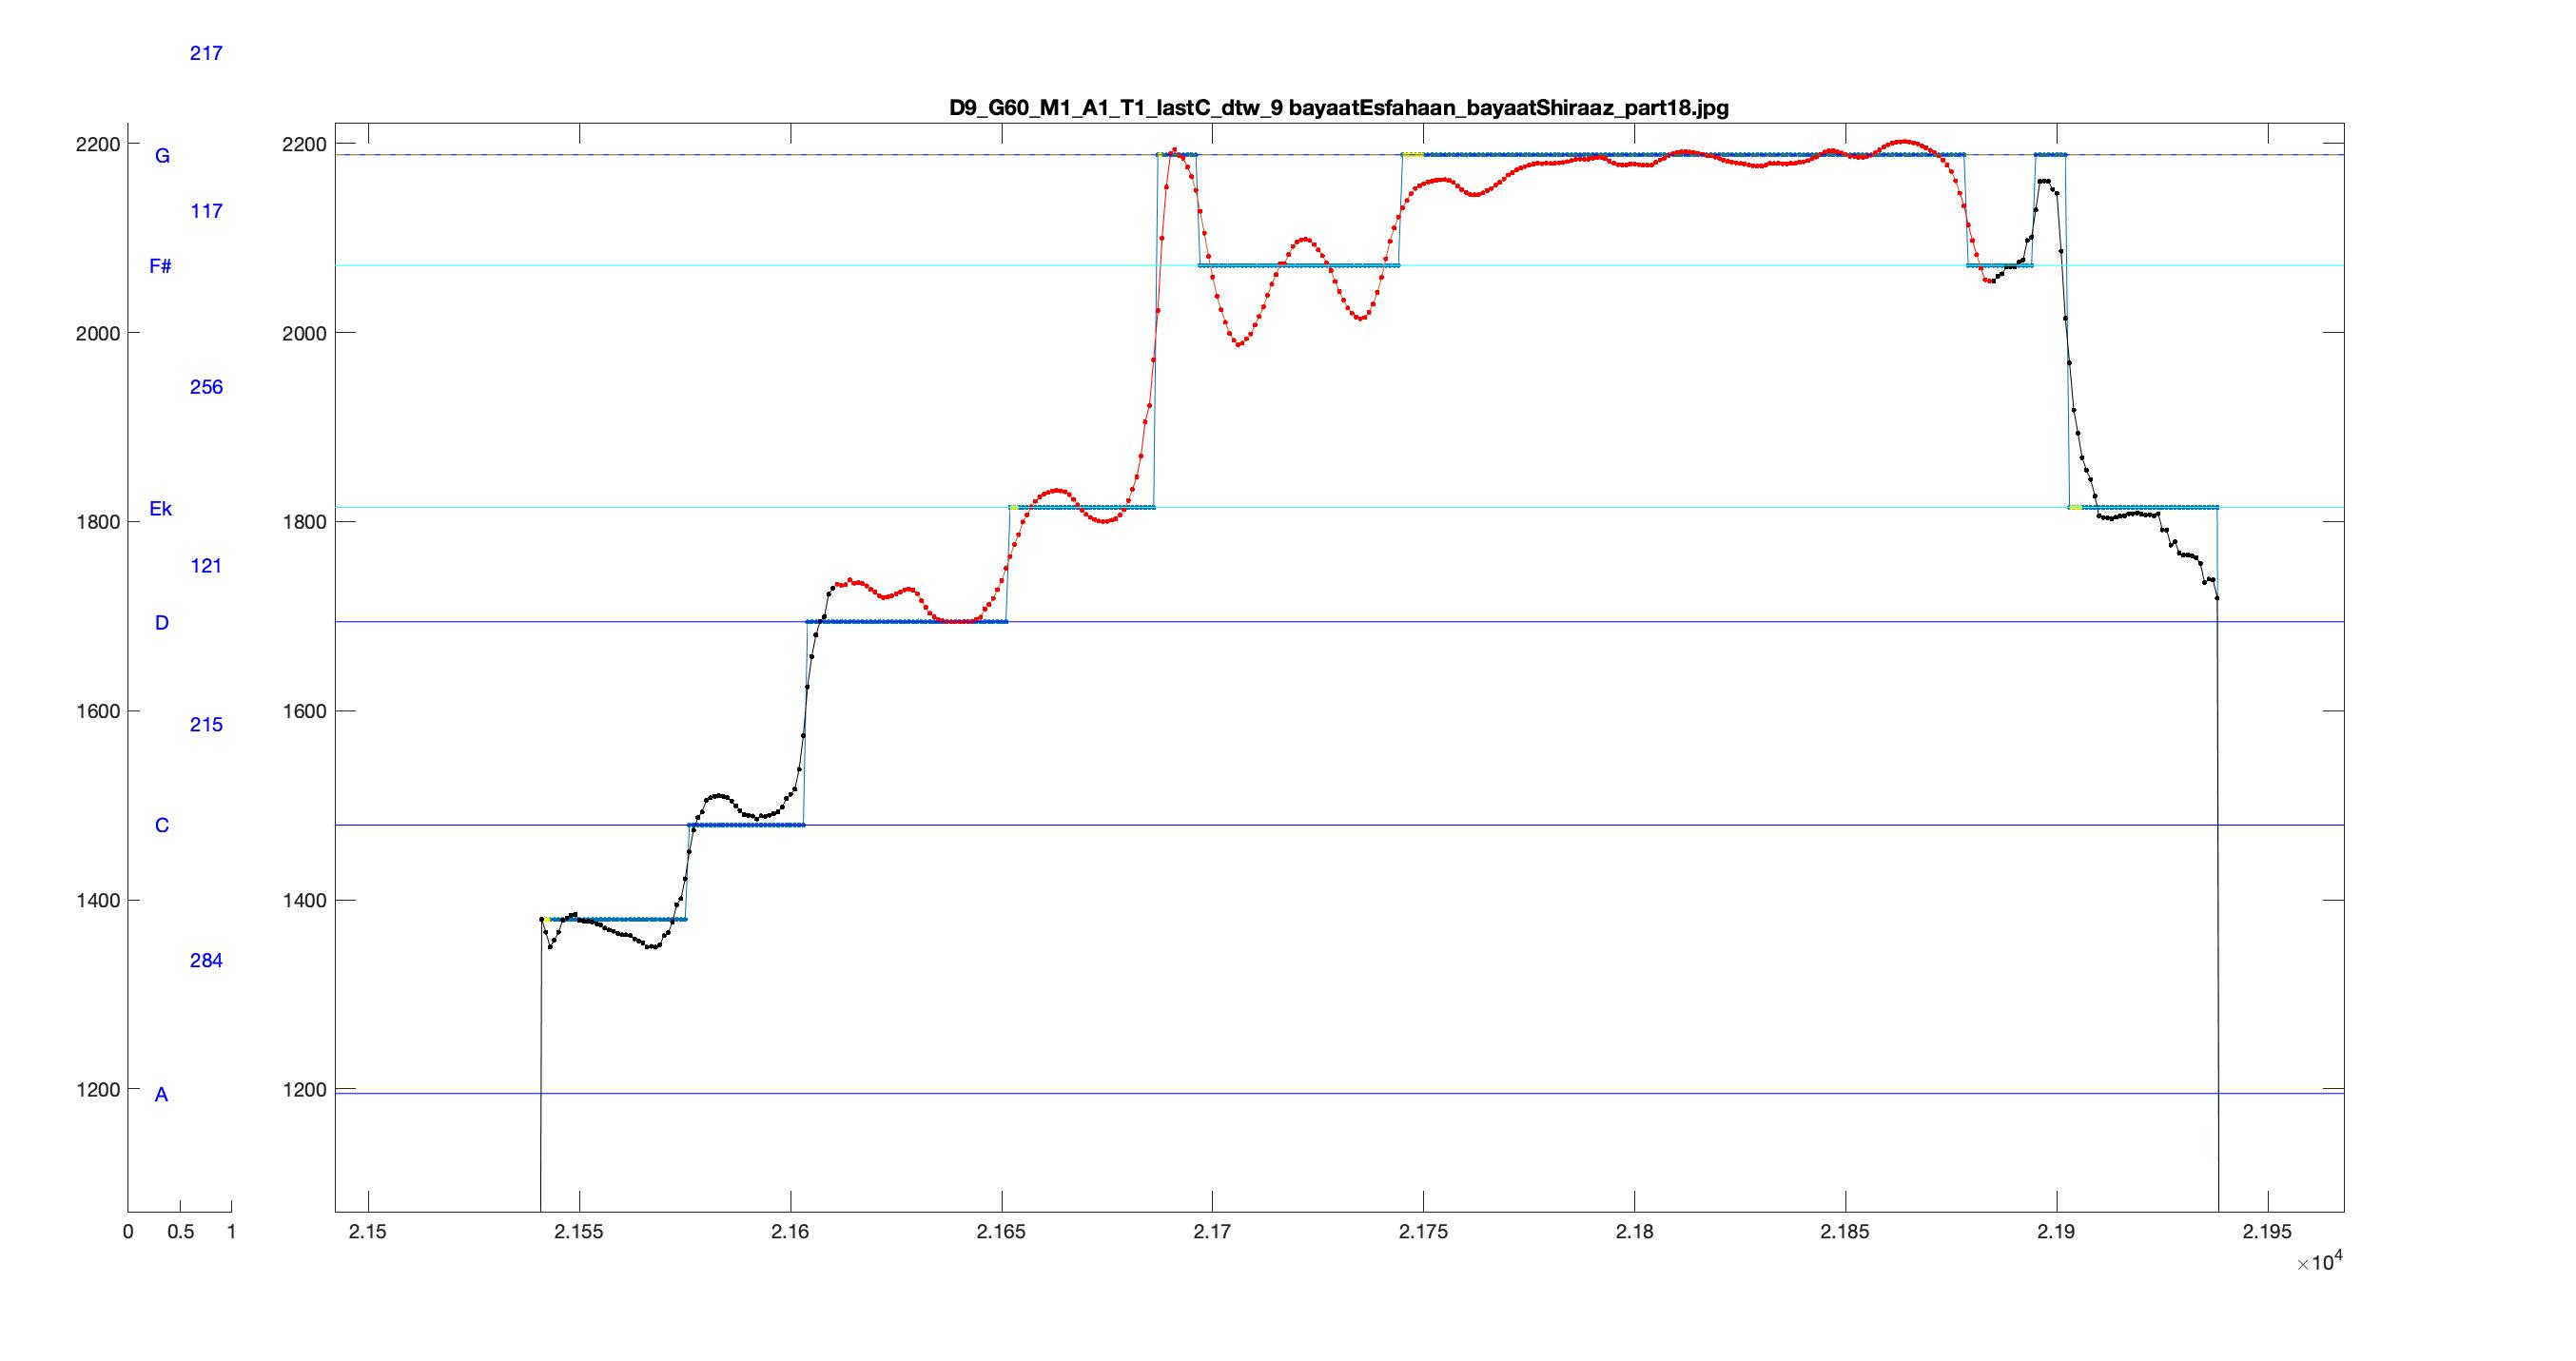 217
D9_G60_M1_A1_T1_lastC_dtw_9 bayaatEsfahaan_bayaatShiraaz_part18.jpg
2200 G 2200
117
F#
2000 2000
256
Ek
1800 1800
121
D
1600 215 1600
C
1400 1400
284
1200 A 1200
0 0.5 1 2.15 2.155 2.16 2.165 2.17 2.175 2.18 2.185 2.19 2.195
×10⁴